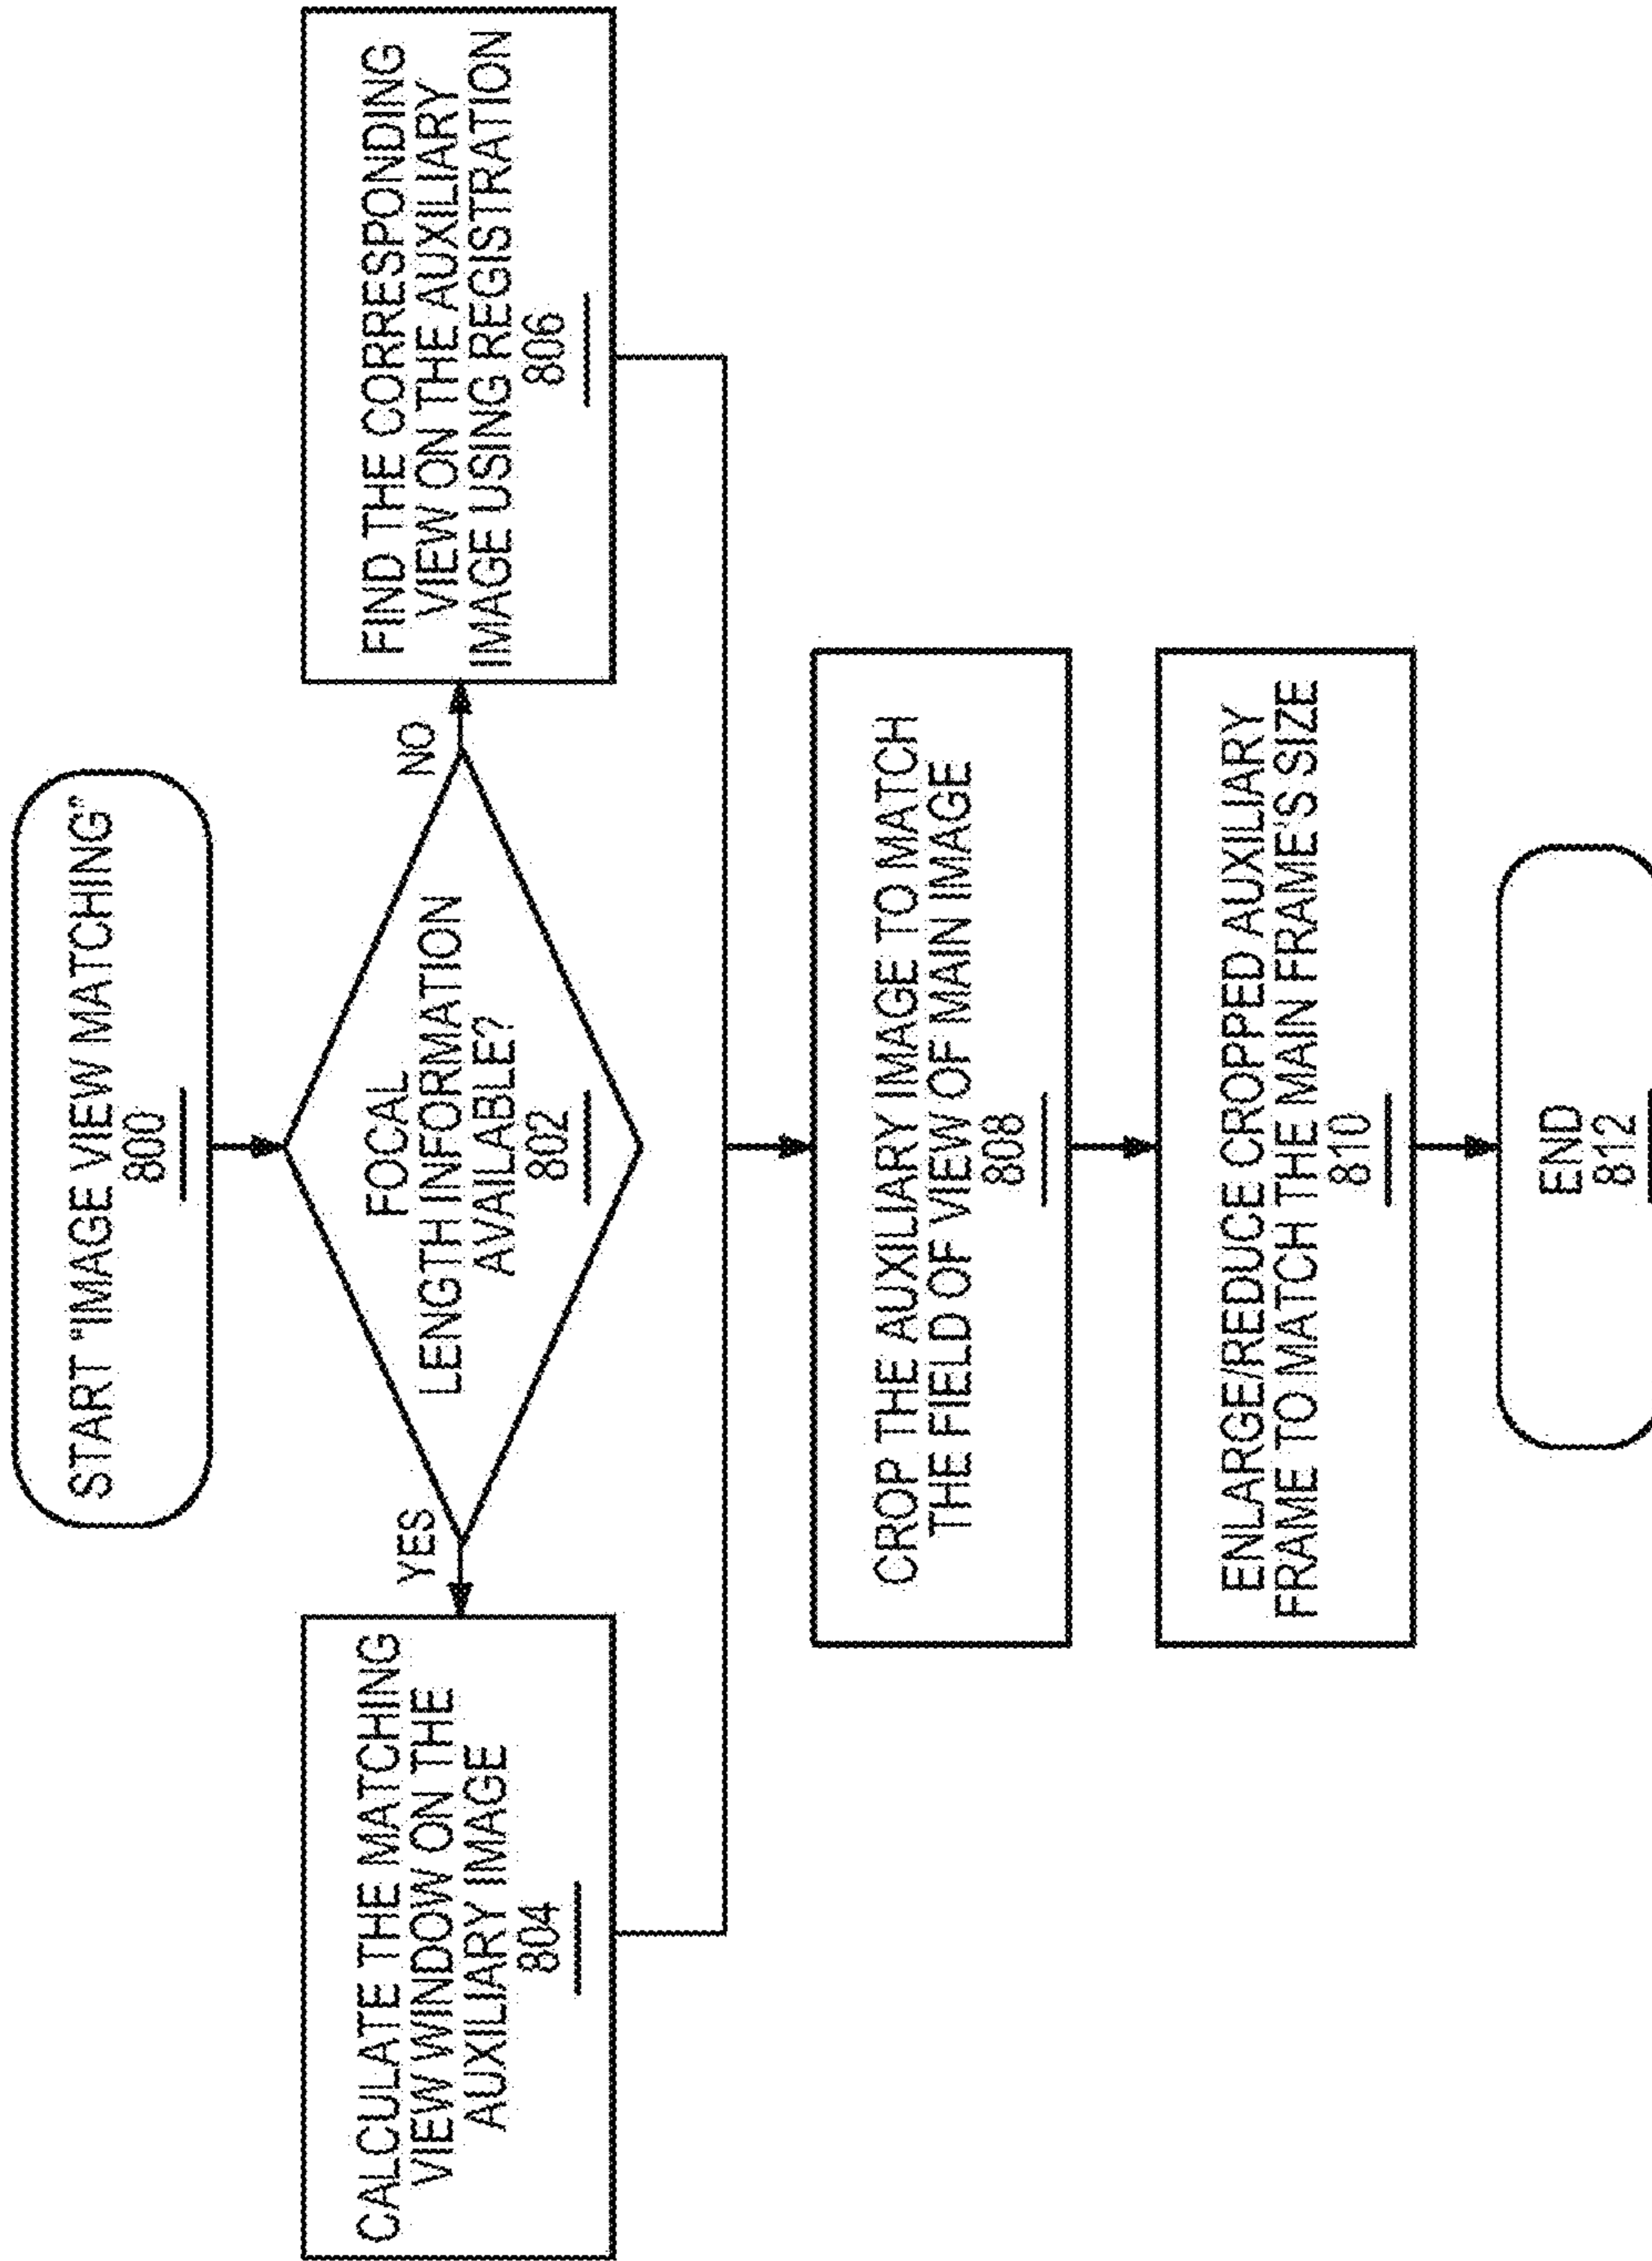 START "IMAGE VIEW MATCHING"
800
FOCAL
LENGTH INFORMATION
AVAILABLE?
802
YES
NO
CALCULATE THE MATCHING
VIEW WINDOW ON THE
AUXILIARY IMAGE
804
FIND THE CORRESPONDING
VIEW ON THE AUXILIARY
IMAGE USING REGISTRATION
806
CROP THE AUXILIARY IMAGE TO MATCH
THE FIELD OF VIEW OF MAIN IMAGE
808
ENLARGE/REDUCE CROPPED AUXILIARY
FRAME TO MATCH THE MAIN FRAME'S SIZE
810
END
812